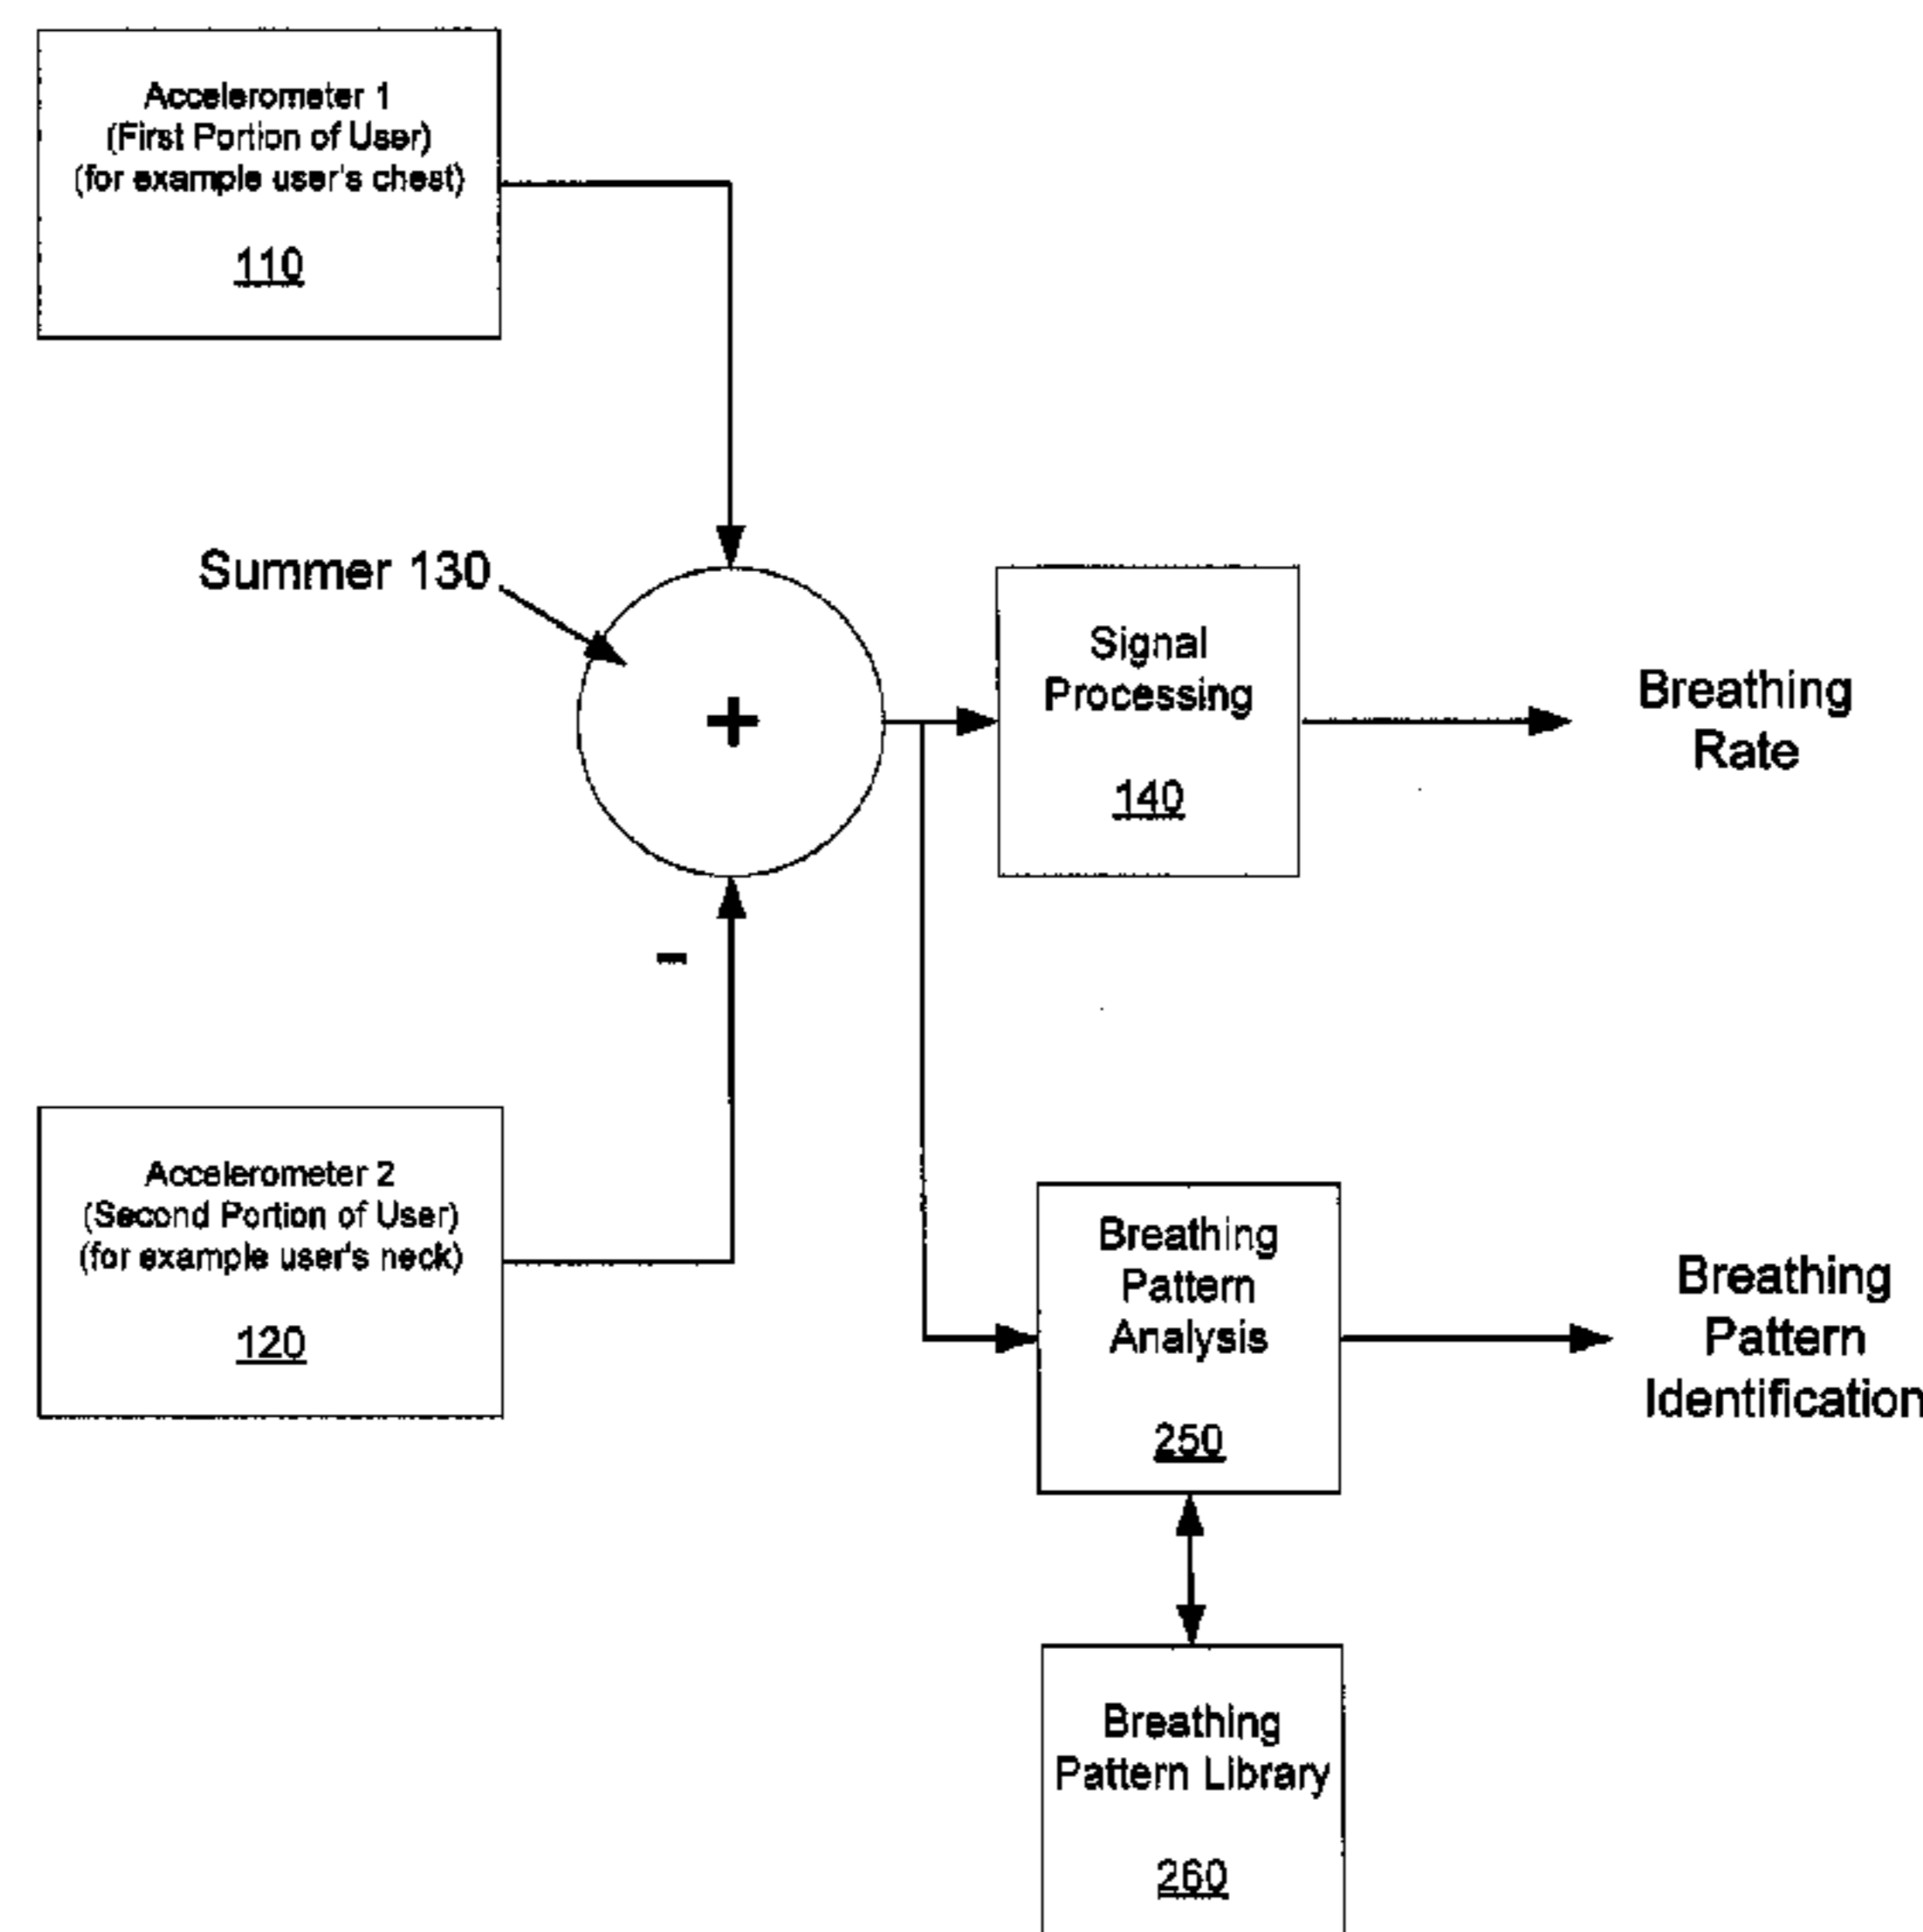 Accelerometer 1
(First Portion of User)
(for example user's chest)
110
Summer 130
+
Signal
Processing
140
Breathing
Rate
-
Accelerometer 2
(Second Portion of User)
(for example user's neck)
120
Breathing
Pattern
Analysis
250
Breathing
Pattern
Identification
Breathing
Pattern Library
260